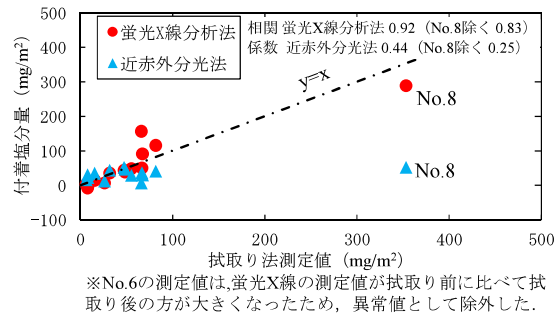 500
400
300
200
100
0
-100
付着塩分量 (mg/m²)
蛍光X線分析法
近赤外分光法
相関 蛍光X線分析法 0.92（No.8除く 0.83）
係数 近赤外分光法 0.44（No.8除く 0.25）
y=x
No.8
No.8
0 100 200 300 400 500
拭取り法測定値（mg/m²）
※No.6の測定値は,蛍光X線の測定値が拭取り前に比べて拭
取り後の方が大きくなったため，異常値として除外した.